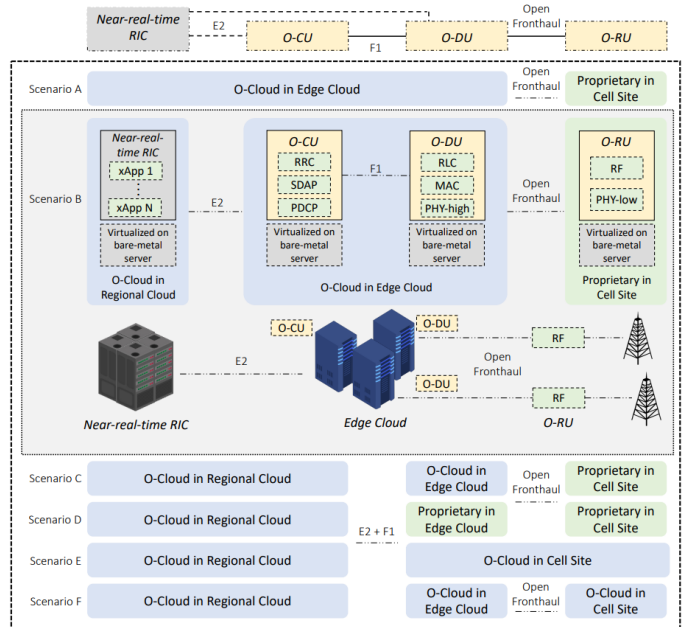 Near-real-time
RIC
E2
O-CU
F1
O-DU
Open
Fronthaul
O-RU
Scenario A
O-Cloud in Edge Cloud
Open
Fronthaul
Proprietary in
Cell Site
Scenario B
Near-real-
time RIC
xApp 1
xApp N
Virtualized on
bare-metal
server
O-Cloud in
Regional Cloud
E2
O-CU
RRC
SDAP
PDCP
Virtualized on
bare-metal
server
F1
O-DU
RLC
MAC
PHY-high
Virtualized on
bare-metal
server
O-Cloud in Edge Cloud
Open
Fronthaul
O-RU
RF
PHY-low
Virtualized on
bare-metal
server
Proprietary in
Cell Site
Near-real-time RIC
E2
O-CU
O-DU
O-DU
Edge Cloud
Open
Fronthaul
RF
RF
O-RU
Scenario C
O-Cloud in Regional Cloud
O-Cloud in
Edge Cloud
Open
Fronthaul
Proprietary in
Cell Site
Scenario D
O-Cloud in Regional Cloud
Proprietary in
Edge Cloud
Proprietary in
Cell Site
E2 + F1
Scenario E
O-Cloud in Regional Cloud
O-Cloud in Cell Site
Scenario F
O-Cloud in Regional Cloud
O-Cloud in
Edge Cloud
Open
Fronthaul
O-Cloud in
Cell Site